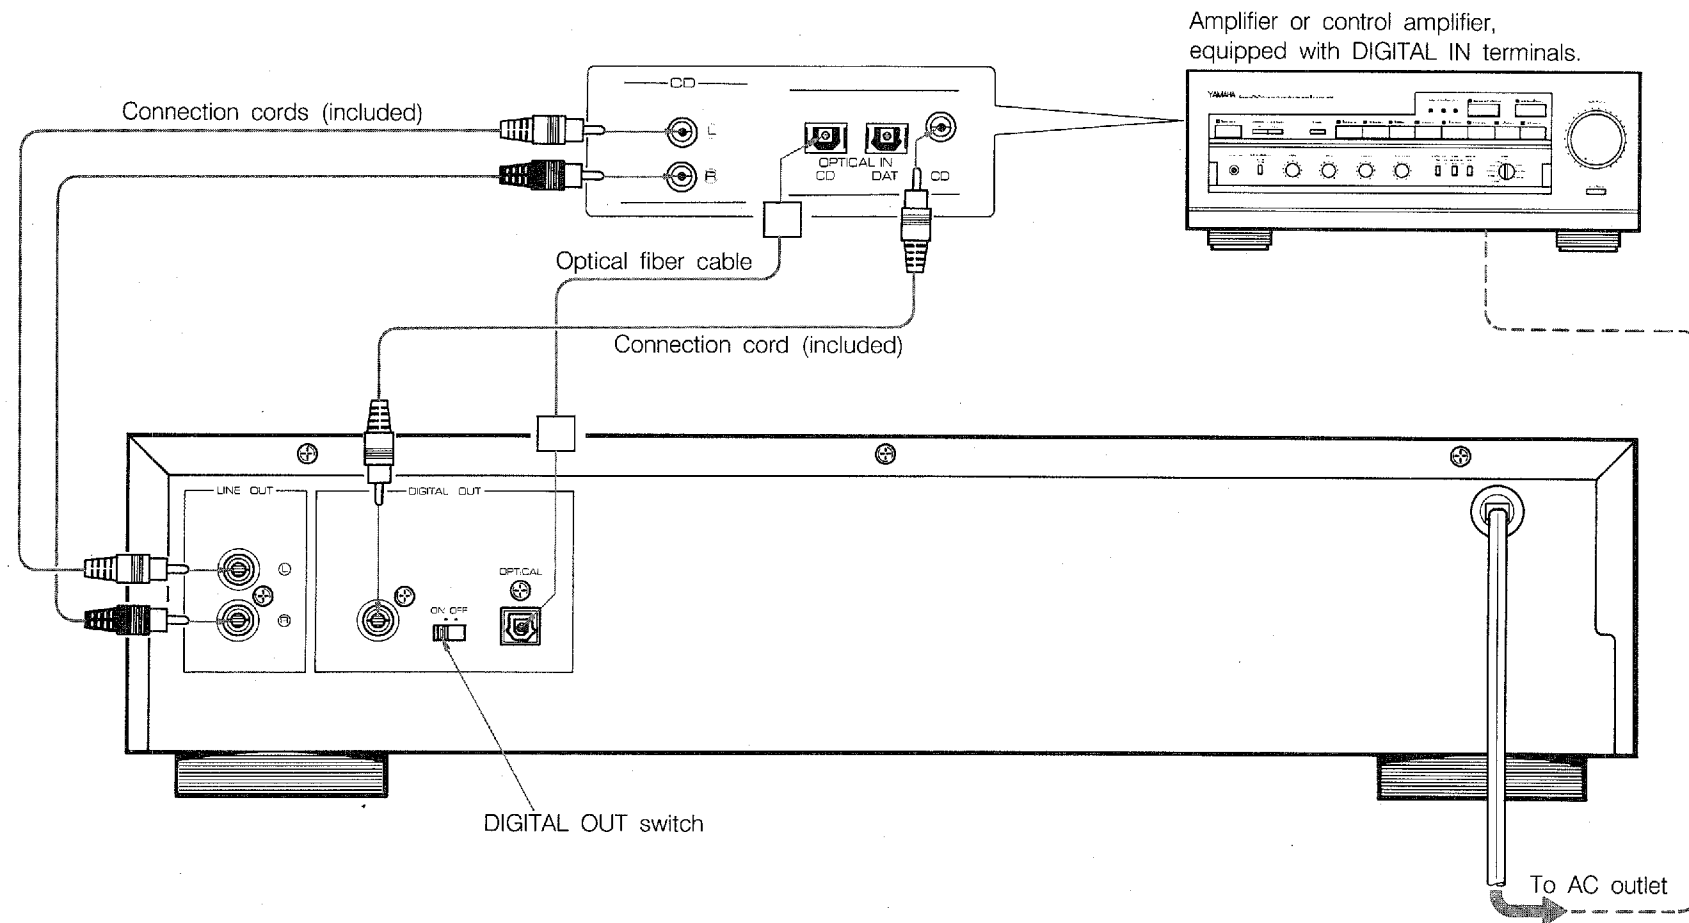 Amplifier or control amplifier,
equipped with DIGITAL IN terminals.
YAMAHA
CD
Connection cords (included)
L
R
OPTICAL IN
CD DAT
CD
Optical fiber cable
Connection cord (included)
LINE OUT
DIGITAL OUT
L
OPTICAL
ON OFF
R
DIGITAL OUT switch
To AC outlet